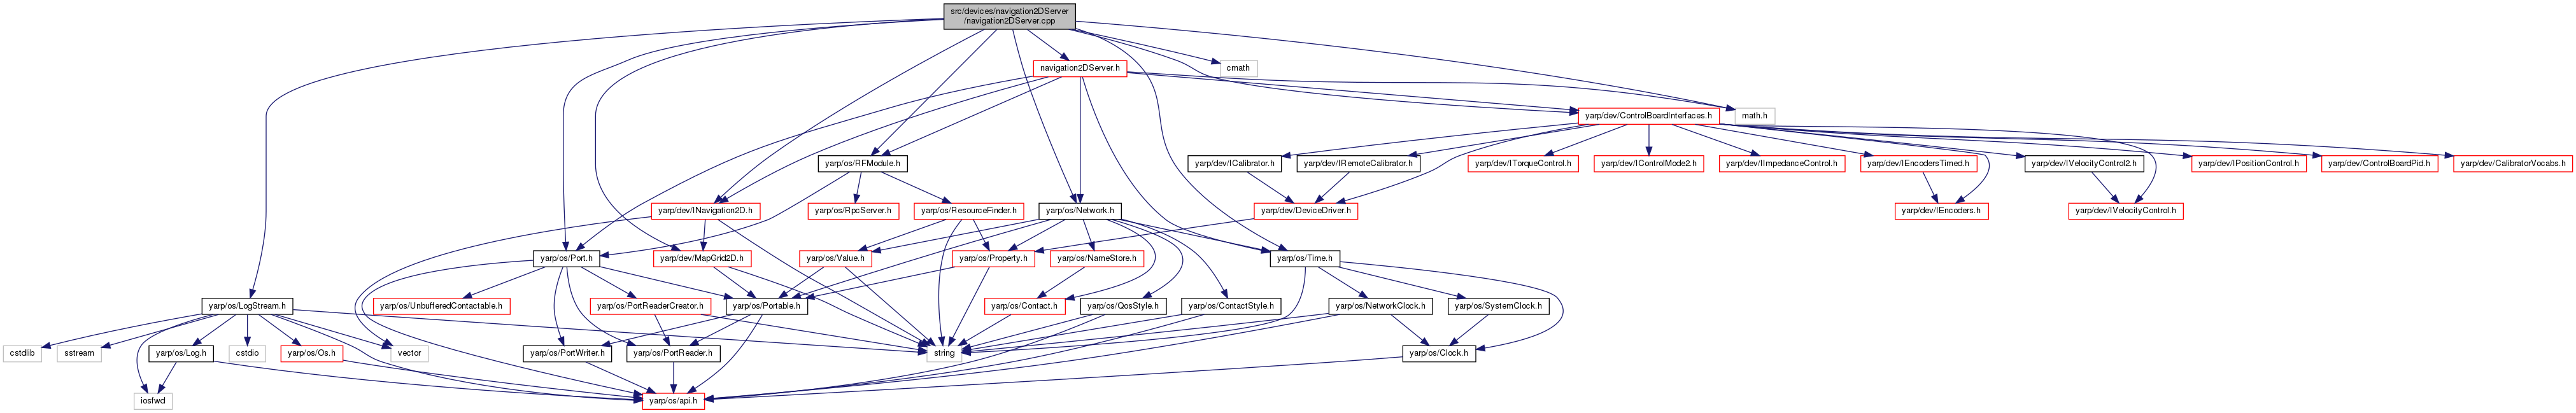 src/devices/navigation2DServer
/navigation2DServer.cpp
navigation2DServer.h
cmath
yarp/dev/ControlBoardInterfaces.h
math.h
yarp/os/RFModule.h
yarp/dev/ICalibrator.h
yarp/dev/IRemoteCalibrator.h
yarp/dev/ITorqueControl.h
yarp/dev/IControlMode2.h
yarp/dev/IImpedanceControl.h
yarp/dev/IEncodersTimed.h
yarp/dev/IVelocityControl2.h
yarp/dev/IPositionControl.h
yarp/dev/ControlBoardPid.h
yarp/dev/CalibratorVocabs.h
yarp/dev/INavigation2D.h
yarp/os/RpcServer.h
yarp/os/ResourceFinder.h
yarp/os/Network.h
yarp/dev/DeviceDriver.h
yarp/dev/IEncoders.h
yarp/dev/IVelocityControl.h
yarp/os/Port.h
yarp/dev/MapGrid2D.h
yarp/os/Value.h
yarp/os/Property.h
yarp/os/NameStore.h
yarp/os/Time.h
yarp/os/LogStream.h
yarp/os/UnbufferedContactable.h
yarp/os/PortReaderCreator.h
yarp/os/Portable.h
yarp/os/Contact.h
yarp/os/QosStyle.h
yarp/os/ContactStyle.h
yarp/os/NetworkClock.h
yarp/os/SystemClock.h
cstdlib
sstream
yarp/os/Log.h
cstdio
yarp/os/Os.h
vector
yarp/os/PortWriter.h
yarp/os/PortReader.h
string
yarp/os/Clock.h
iosfwd
yarp/os/api.h